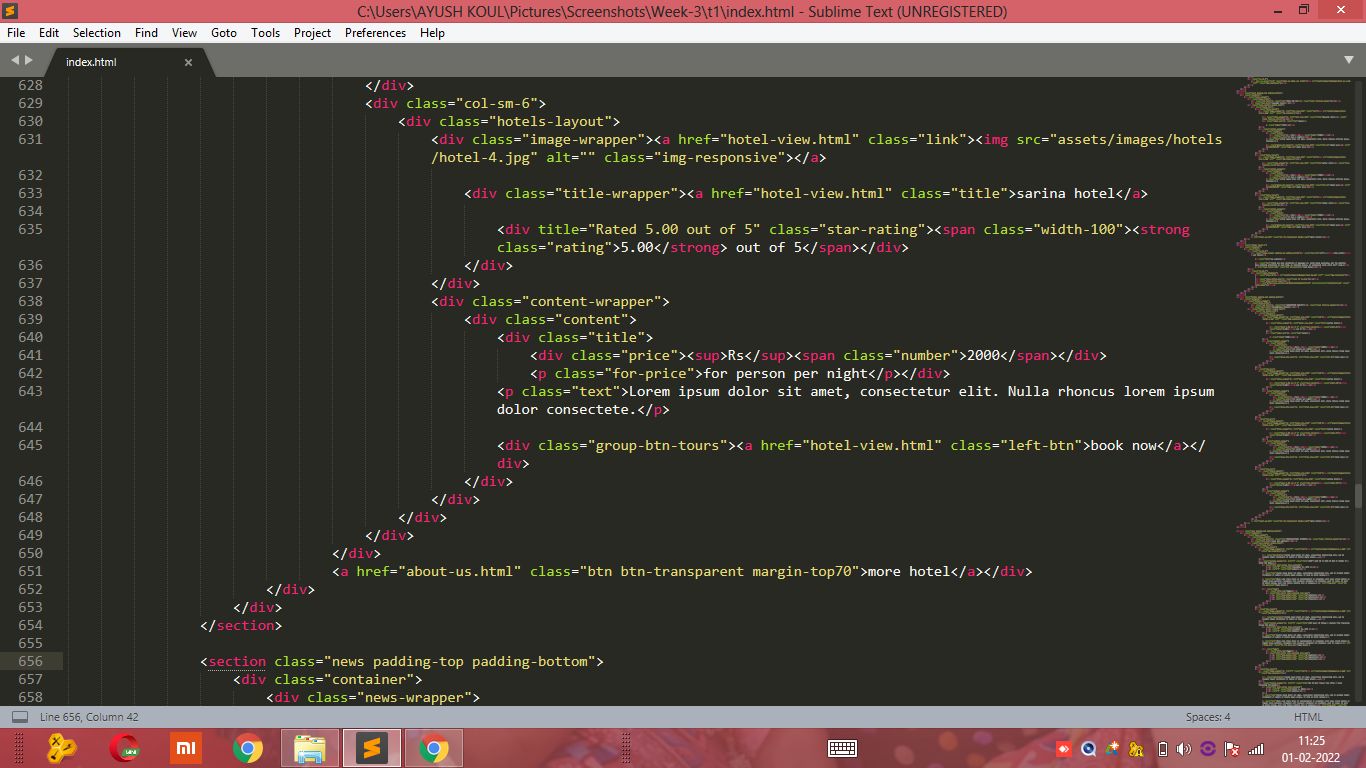 C:\Users\AYUSH KOUL\Pictures\Screenshots\Week-3\t1\index.html - Sublime Text (UNREGISTERED)
File Edit Selection Find View Goto Tools Project Preferences Help
index.html
628 </div>
629 <div class="col-sm-6">
630 <div class="hotels-layout">
631 <div class="image-wrapper"><a href="hotel-view.html" class="link"><img src="assets/images/hotels
/hotel-4.jpg" alt="" class="img-responsive"></a>
632
633 <div class="title-wrapper"><a href="hotel-view.html" class="title">sarina hotel</a>
634
635 <div title="Rated 5.00 out of 5" class="star-rating"><span class="width-100"><strong
class="rating">5.00</strong> out of 5</span></div>
636 </div>
637 </div>
638 <div class="content-wrapper">
639 <div class="content">
640 <div class="title">
641 <div class="price"><sup>Rs</sup><span class="number">2000</span></div>
642 <p class="for-price">for person per night</p></div>
643 <p class="text">Lorem ipsum dolor sit amet, consectetur elit. Nulla rhoncus lorem ipsum
dolor consectete.</p>
644
645 <div class="group-btn-tours"><a href="hotel-view.html" class="left-btn">book now</a></
div>
646 </div>
647 </div>
648 </div>
649 </div>
650 </div>
651 <a href="about-us.html" class="btn btn-transparent margin-top70">more hotel</a></div>
652 </div>
653 </div>
654 </section>
655
656 <section class="news padding-top padding-bottom">
657 <div class="container">
658 <div class="news-wrapper">
Line 656, Column 42 Spaces: 4 HTML
mi
11:25
01-02-2022